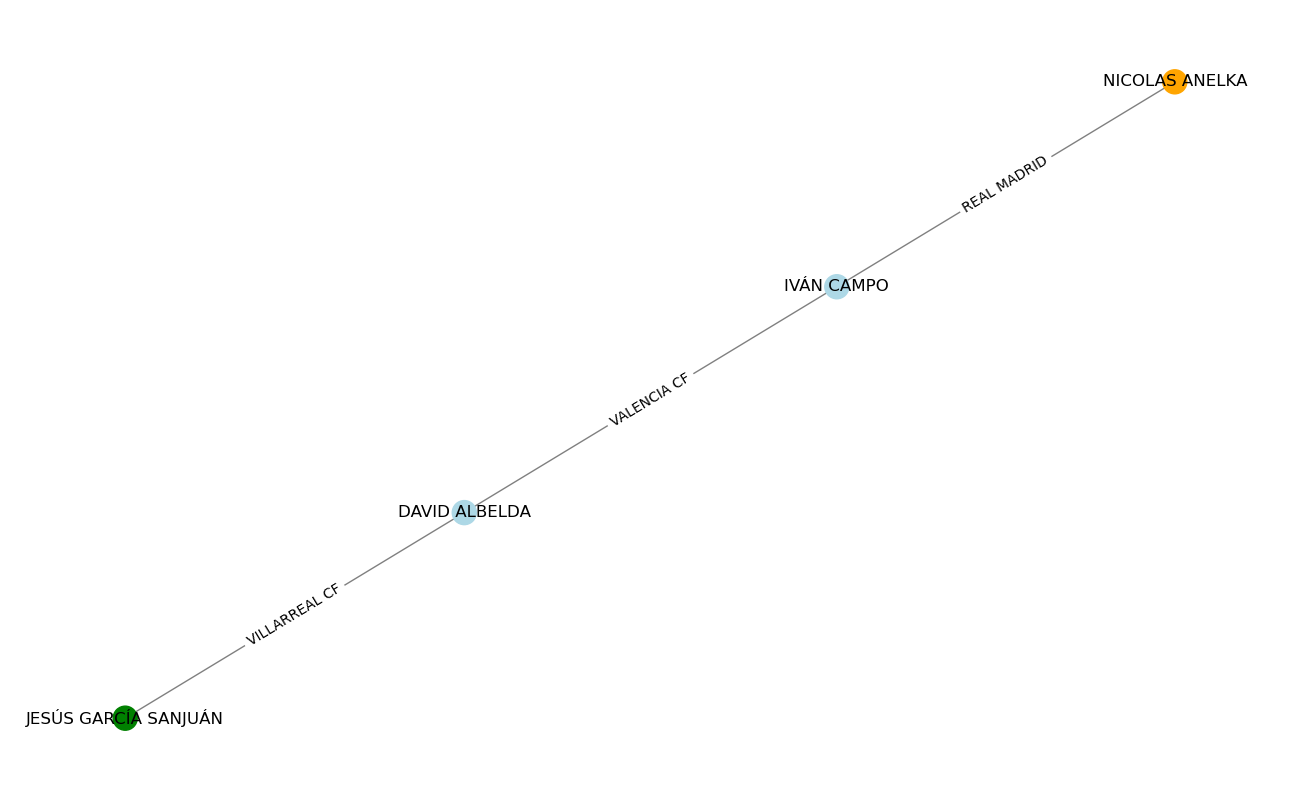 NICOLAS ANELKA
REAL MADRID
IVÁN CAMPO
VALENCIA CF
DAVID ALBELDA
VILLARREAL CF
JESÚS GARCÍA SANJUÁN